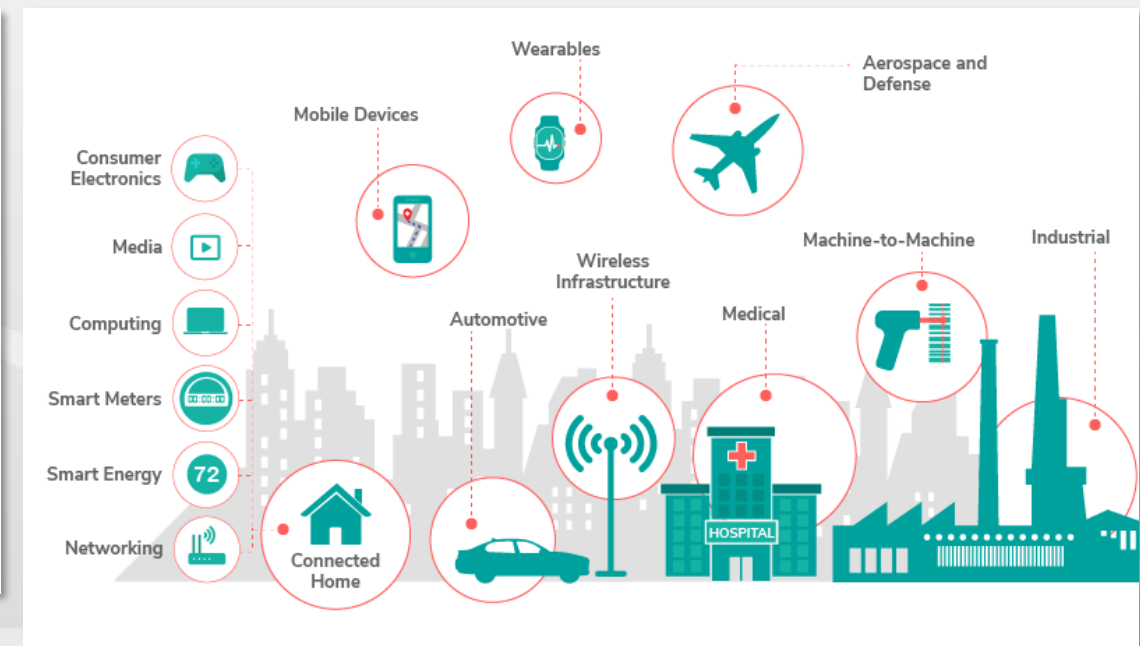 Wearables
Aerospace and
Defense
Mobile Devices
Consumer
Electronics
Media
Machine-to-Machine
Industrial
Wireless
Infrastructure
Medical
Automotive
Computing
Smart Meters
00:00:00
Smart Energy
72
HOSPITAL
Networking
Connected
Home